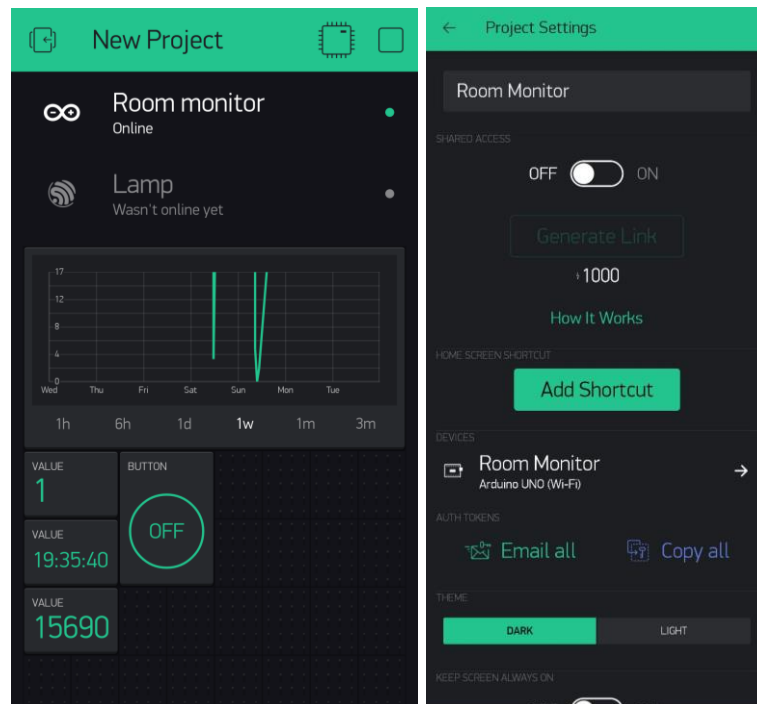 New Project
Room monitor
Online
Lamp
Wasn't online yet
17
12
8
4
0
Wed Thu Fri Sat Sun Mon Tue
1h 6h 1d 1w 1m 3m
VALUE
1
BUTTON
OFF
VALUE
19:35:40
VALUE
15690
Project Settings
Room Monitor
SHARED ACCESS
OFF ON
Generate Link
1000
How It Works
HOME SCREEN SHORTCUT
Add Shortcut
DEVICES
Room Monitor
Arduino UNO (Wi-Fi)
AUTH TOKENS
Email all Copy all
THEME
DARK LIGHT
KEEP SCREEN ALWAYS ON